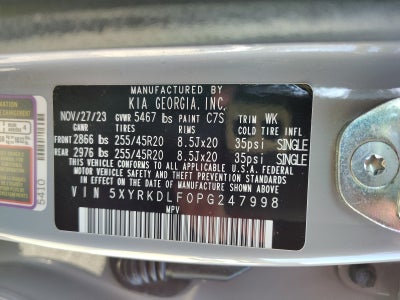 MANUFACTURED BY
KIA GEORGIA, INC.
NOV/27/23 GVWR 5467 lbs PAINT C7S TRIM WK
GAWR TIRES RIMS COLD TIRE INFL
FRONT 2866 lbs 255/45R20 8.5Jx20 35psi SINGLE
REAR 2976 lbs 255/45R20 8.5Jx20 35psi SINGLE
THIS VEHICLE CONFORMS TO ALL APPLICABLE U.S.A. FEDERAL
MOTOR VEHICLE SAFETY AND THEFT PREVENTION STANDARDS
IN EFFECT ON THE DATE OF MANUFACTURE SHOWN ABOVE.
VIN 5XYRKDLF0PG247998
MPV
5410